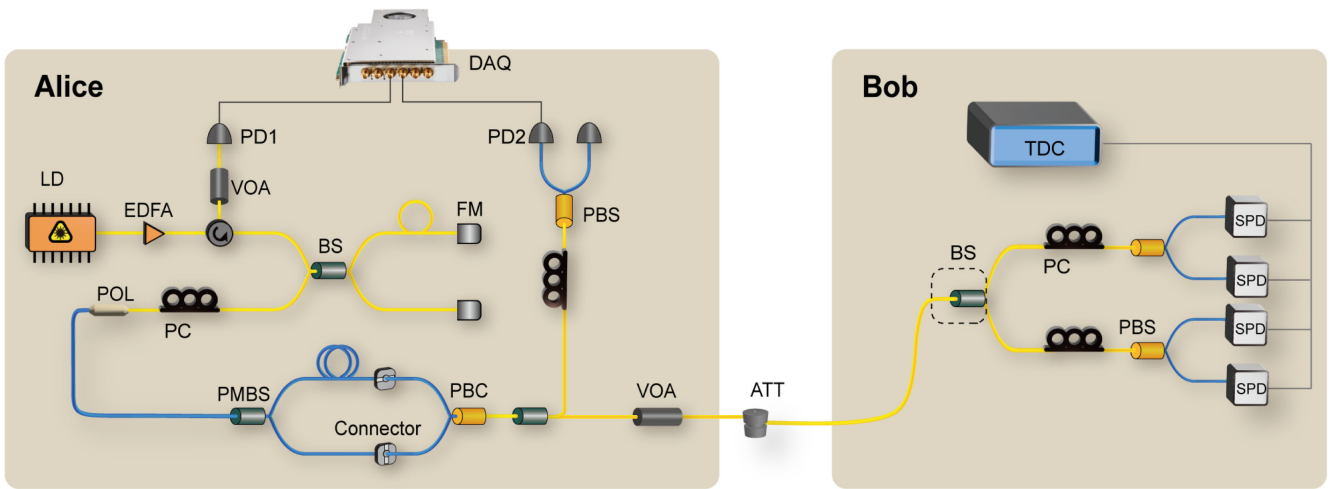 Alice
DAQ
Bob
PD1
PD2
TDC
LD
VOA
EDFA
FM
PBS
SPD
BS
BS
PC
SPD
POL
PC
PBS
SPD
SPD
PMBS
PBC
VOA
ATT
Connector